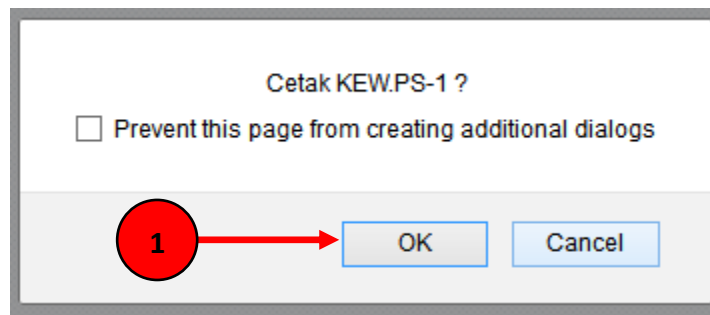 Cetak KEW.PS-1 ?
Prevent this page from creating additional dialogs
1
OK
Cancel